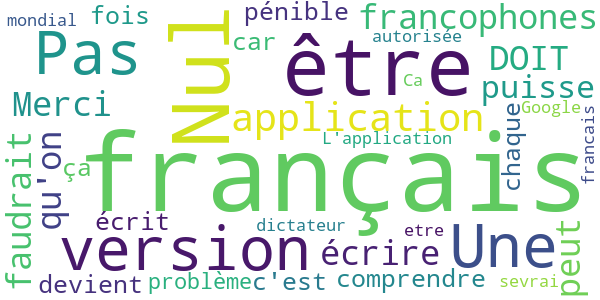 mondial
fois
pénible
francophones
Pas
Nul
car
être
autorisée
DOIT
Ca
puisse
Merci
application
chaque
Google
L'application
francais
faudrait
qu'on
ça
français
écrit
dictateur
etre
version
écrire
Une
peut
devient
problème
c'est
comprendre
sevrai